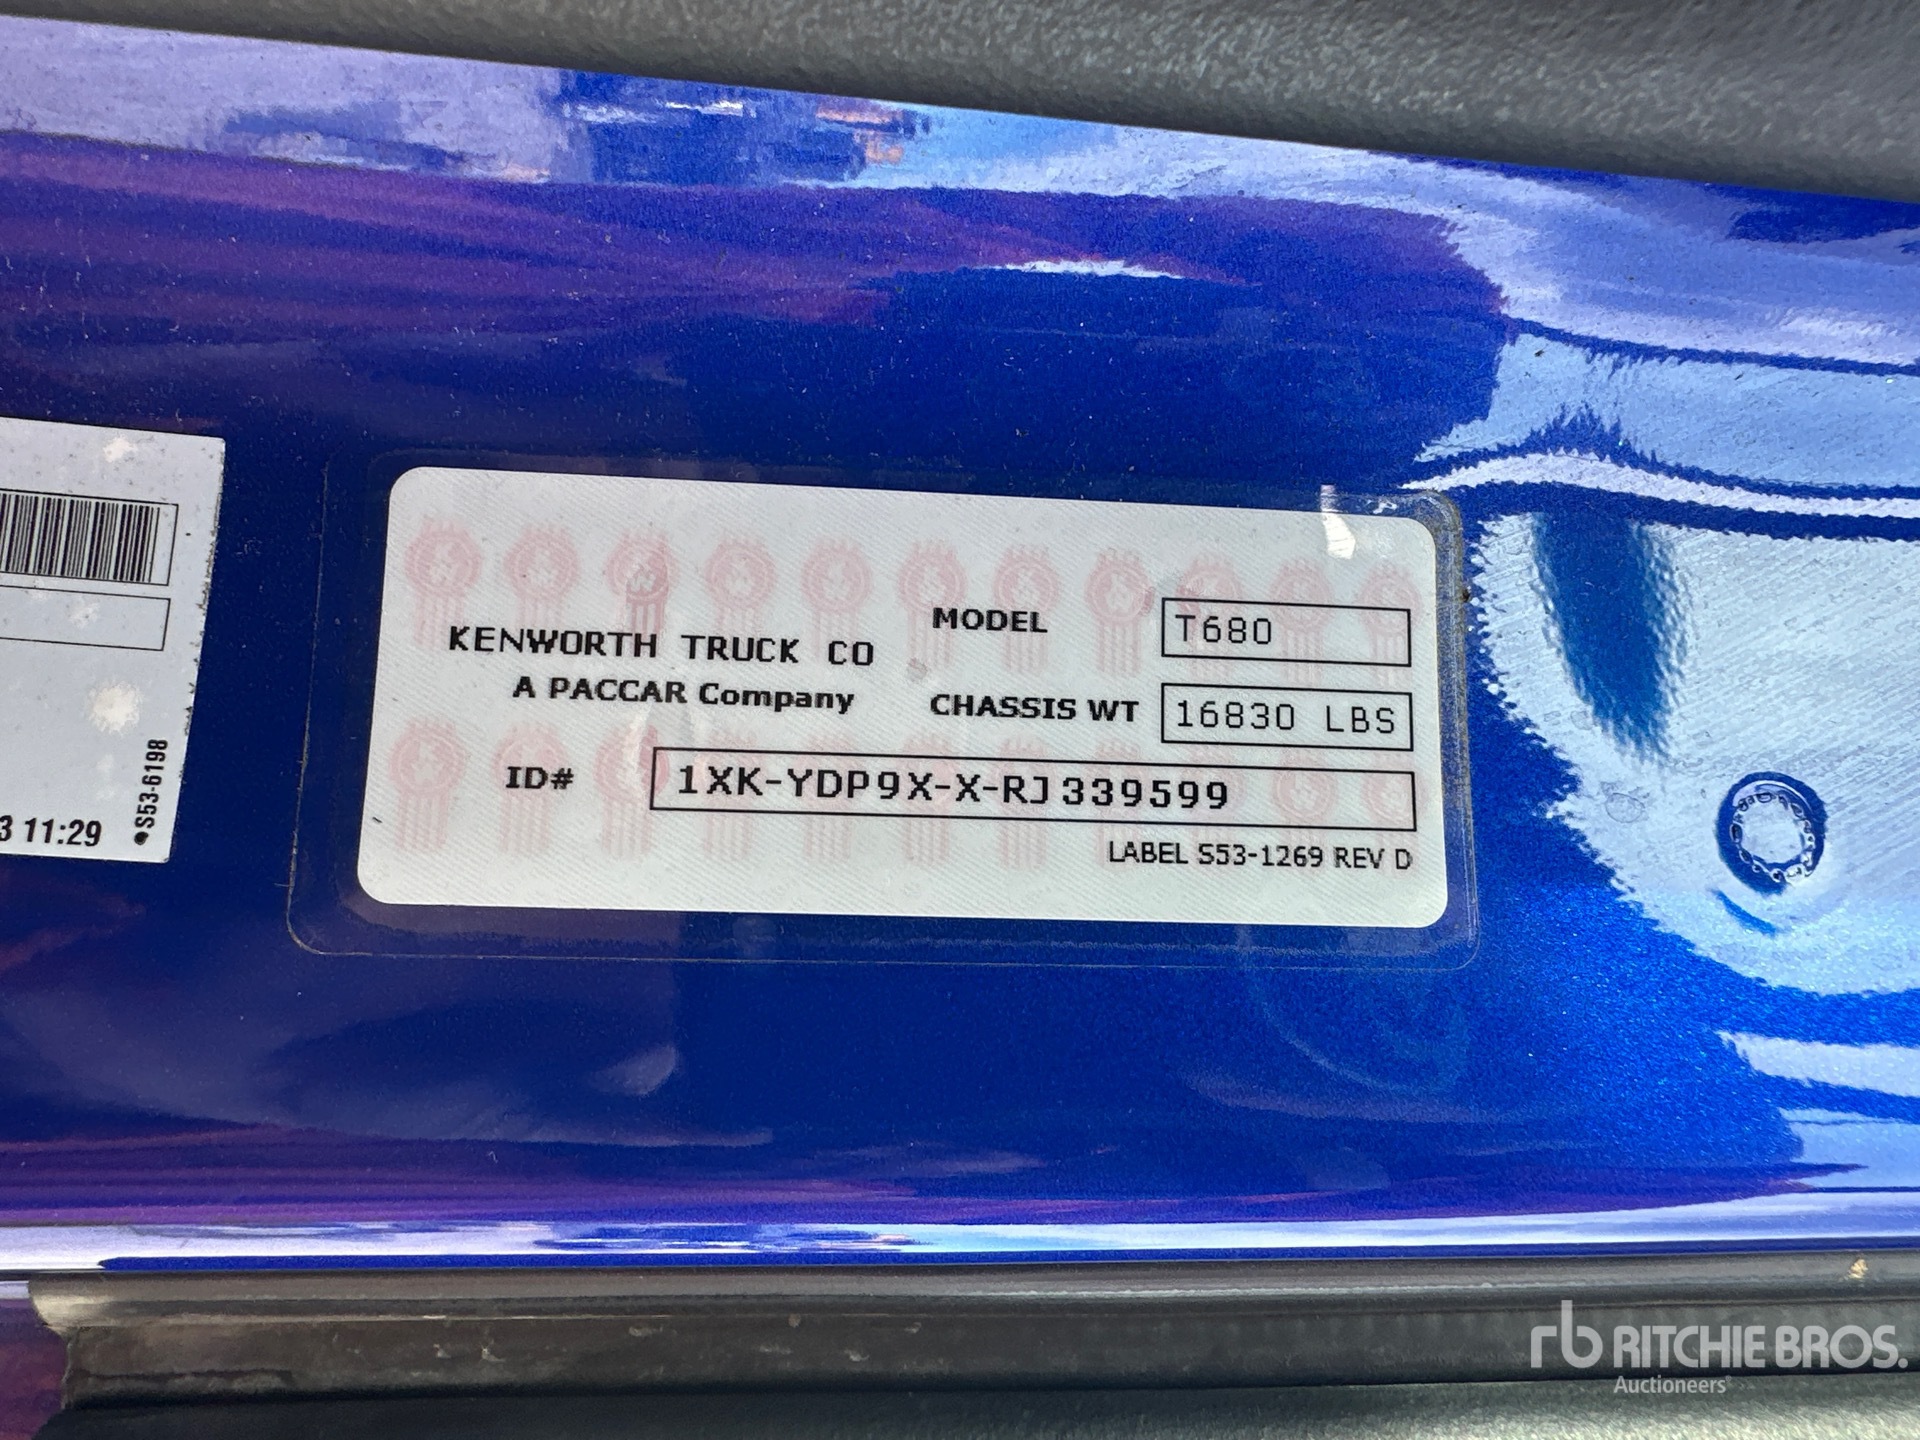 KENWORTH TRUCK CO
A PACCAR Company
MODEL T680
CHASSIS WT 16830 LBS
ID# 1XK-YDP9X-X-RJ339599
LABEL S53-1269 REV D
3 11:29
●S53-6198
rb RITCHIE BROS.
Auctioneers